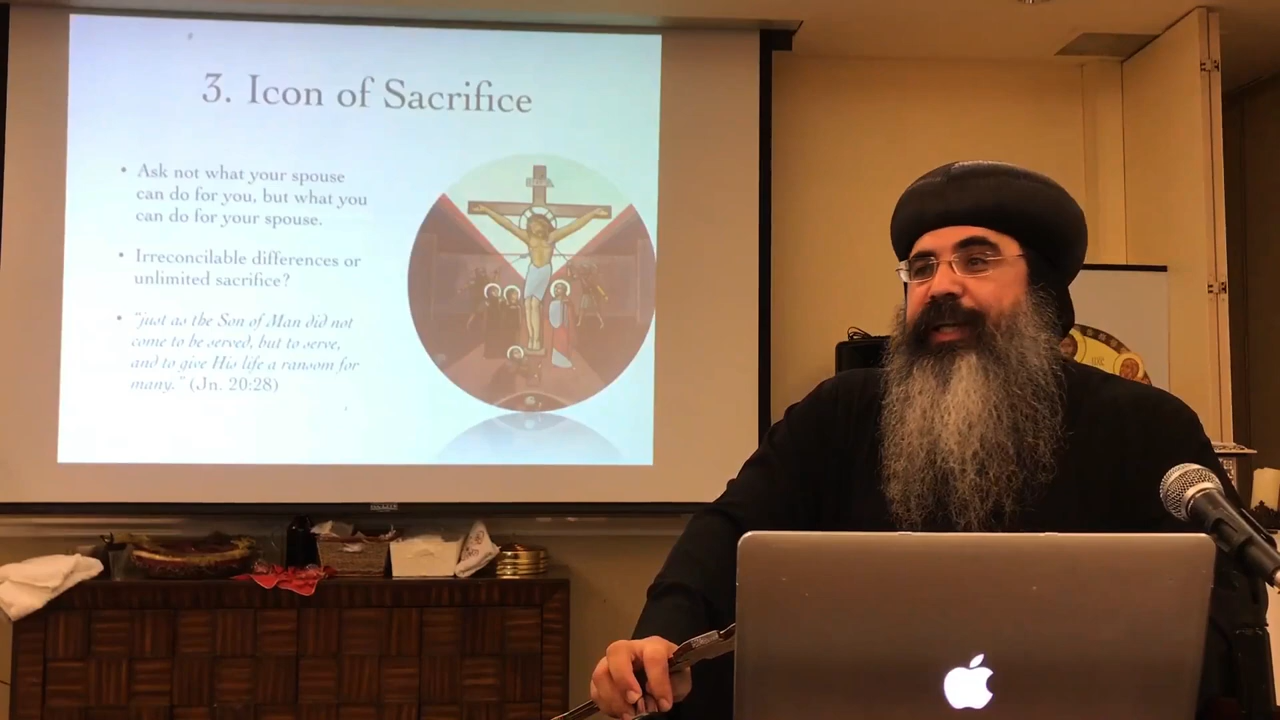 3. Icon of Sacrifice
• Ask not what your spouse
can do for you, but what you
can do for your spouse.
• Irreconcilable differences or
unlimited sacrifice?
• "just as the Son of Man did not
come to be served, but to serve,
and to give His life a ransom for
many." (Jn. 20:28)